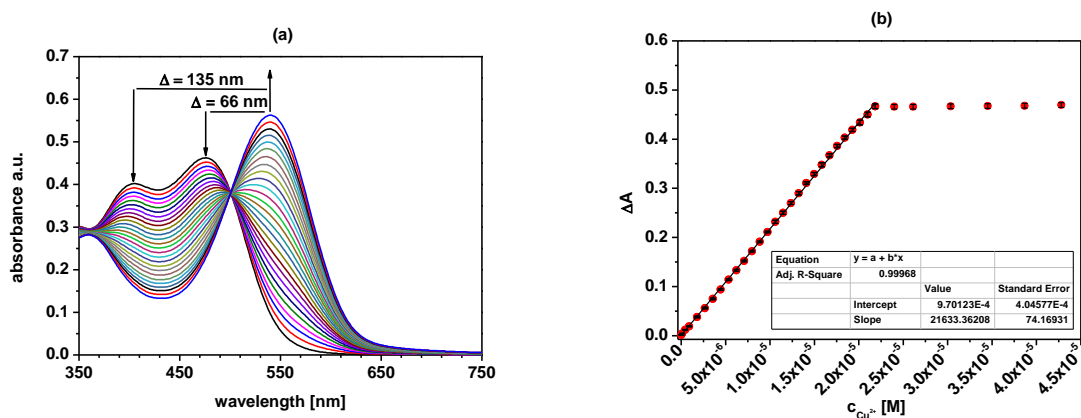 (a)
0.7
0.6
0.5
0.4
0.3
0.2
0.1
0.0
absorbance a.u.
Δ = 135 nm
Δ = 66 nm
350 450 550 650 750
wavelength [nm]
(b)
0.6
0.5
0.4
0.3
0.2
0.1
0.0
ΔA
Equation y = a + b*x
Adj. R-Square 0.99968
Value Standard Error
Intercept 9.70123E-4 4.04577E-4
Slope 21633.36208 74.16931
0.0 5.0x10⁻⁶ 1.0x10⁻⁵ 1.5x10⁻⁵ 2.0x10⁻⁵ 2.5x10⁻⁵ 3.0x10⁻⁵ 3.5x10⁻⁵ 4.0x10⁻⁵ 4.5x10⁻⁵
c_Cu²⁺ [M]